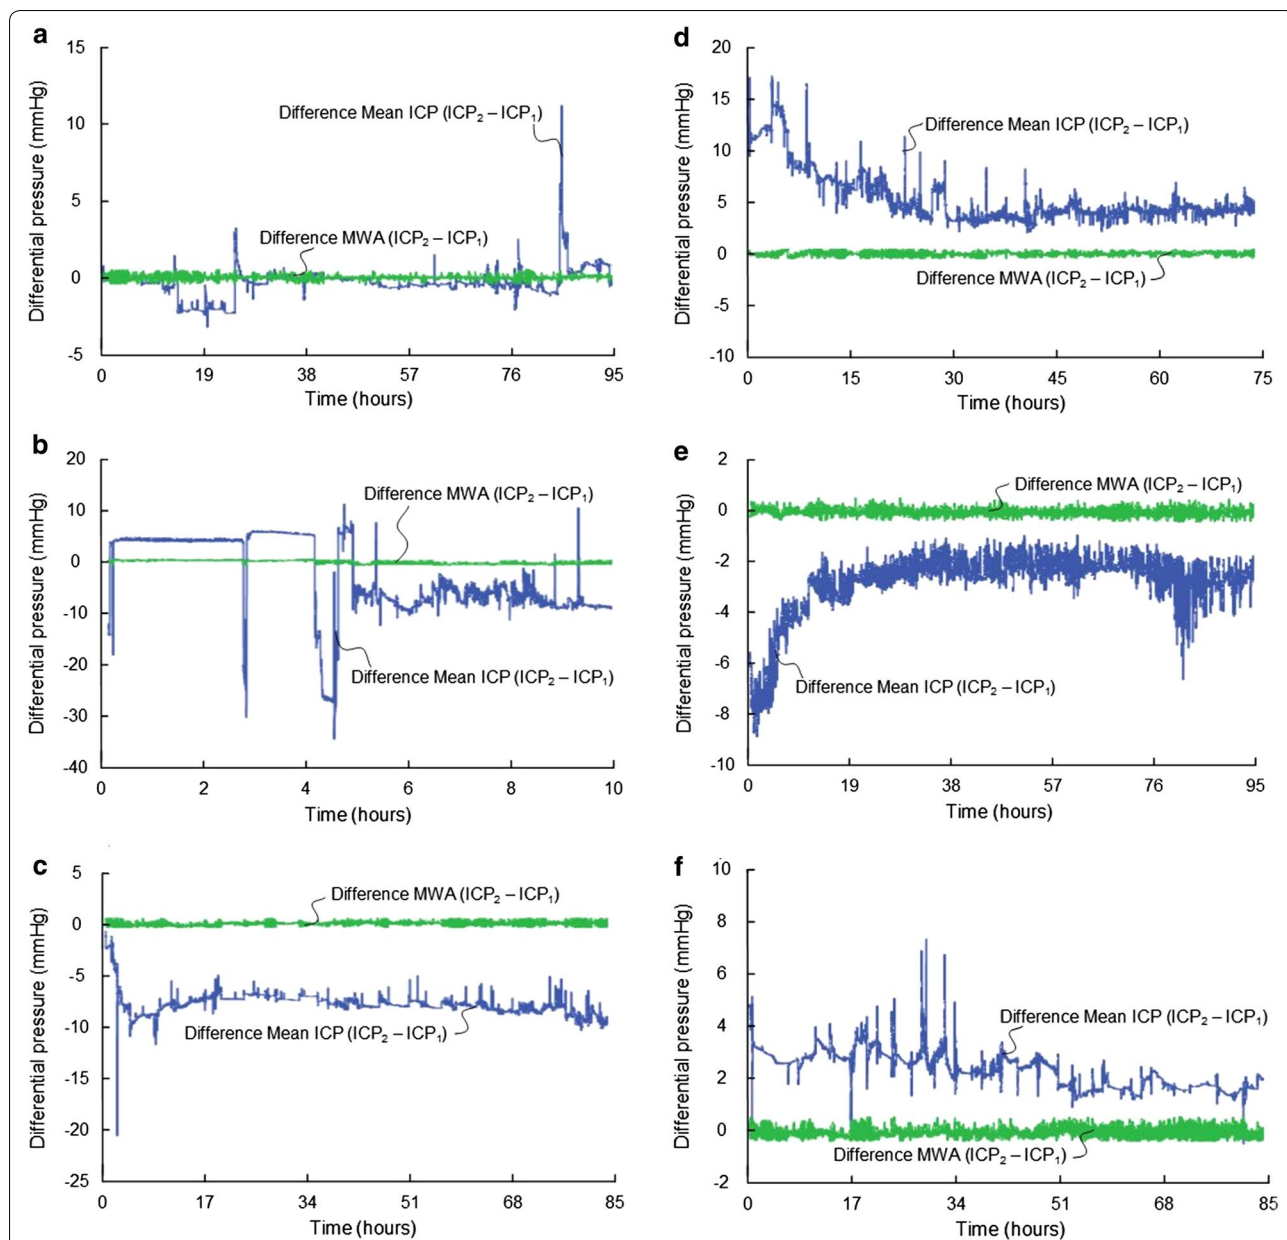 a
15
10
5
0
-5
Differential pressure (mmHg)
Difference Mean ICP (ICP₂ – ICP₁)
Difference MWA (ICP₂ – ICP₁)
0 19 38 57 76 95
Time (hours)
d
20
15
10
5
0
-5
-10
Differential pressure (mmHg)
Difference Mean ICP (ICP₂ – ICP₁)
Difference MWA (ICP₂ – ICP₁)
0 15 30 45 60 75
Time (hours)
b
20
10
0
-10
-20
-30
-40
Differential pressure (mmHg)
Difference MWA (ICP₂ – ICP₁)
Difference Mean ICP (ICP₂ – ICP₁)
0 2 4 6 8 10
Time (hours)
e
2
0
-2
-4
-6
-8
-10
Differential pressure (mmHg)
Difference MWA (ICP₂ – ICP₁)
Difference Mean ICP (ICP₂ – ICP₁)
0 19 38 57 76 95
Time (hours)
c
5
0
-5
-10
-15
-20
-25
Differential pressure (mmHg)
Difference MWA (ICP₂ – ICP₁)
Difference Mean ICP (ICP₂ – ICP₁)
0 17 34 51 68 85
Time (hours)
f
10
8
6
4
2
0
-2
Differential pressure (mmHg)
Difference Mean ICP (ICP₂ – ICP₁)
Difference MWA (ICP₂ – ICP₁)
0 17 34 51 68 85
Time (hours)